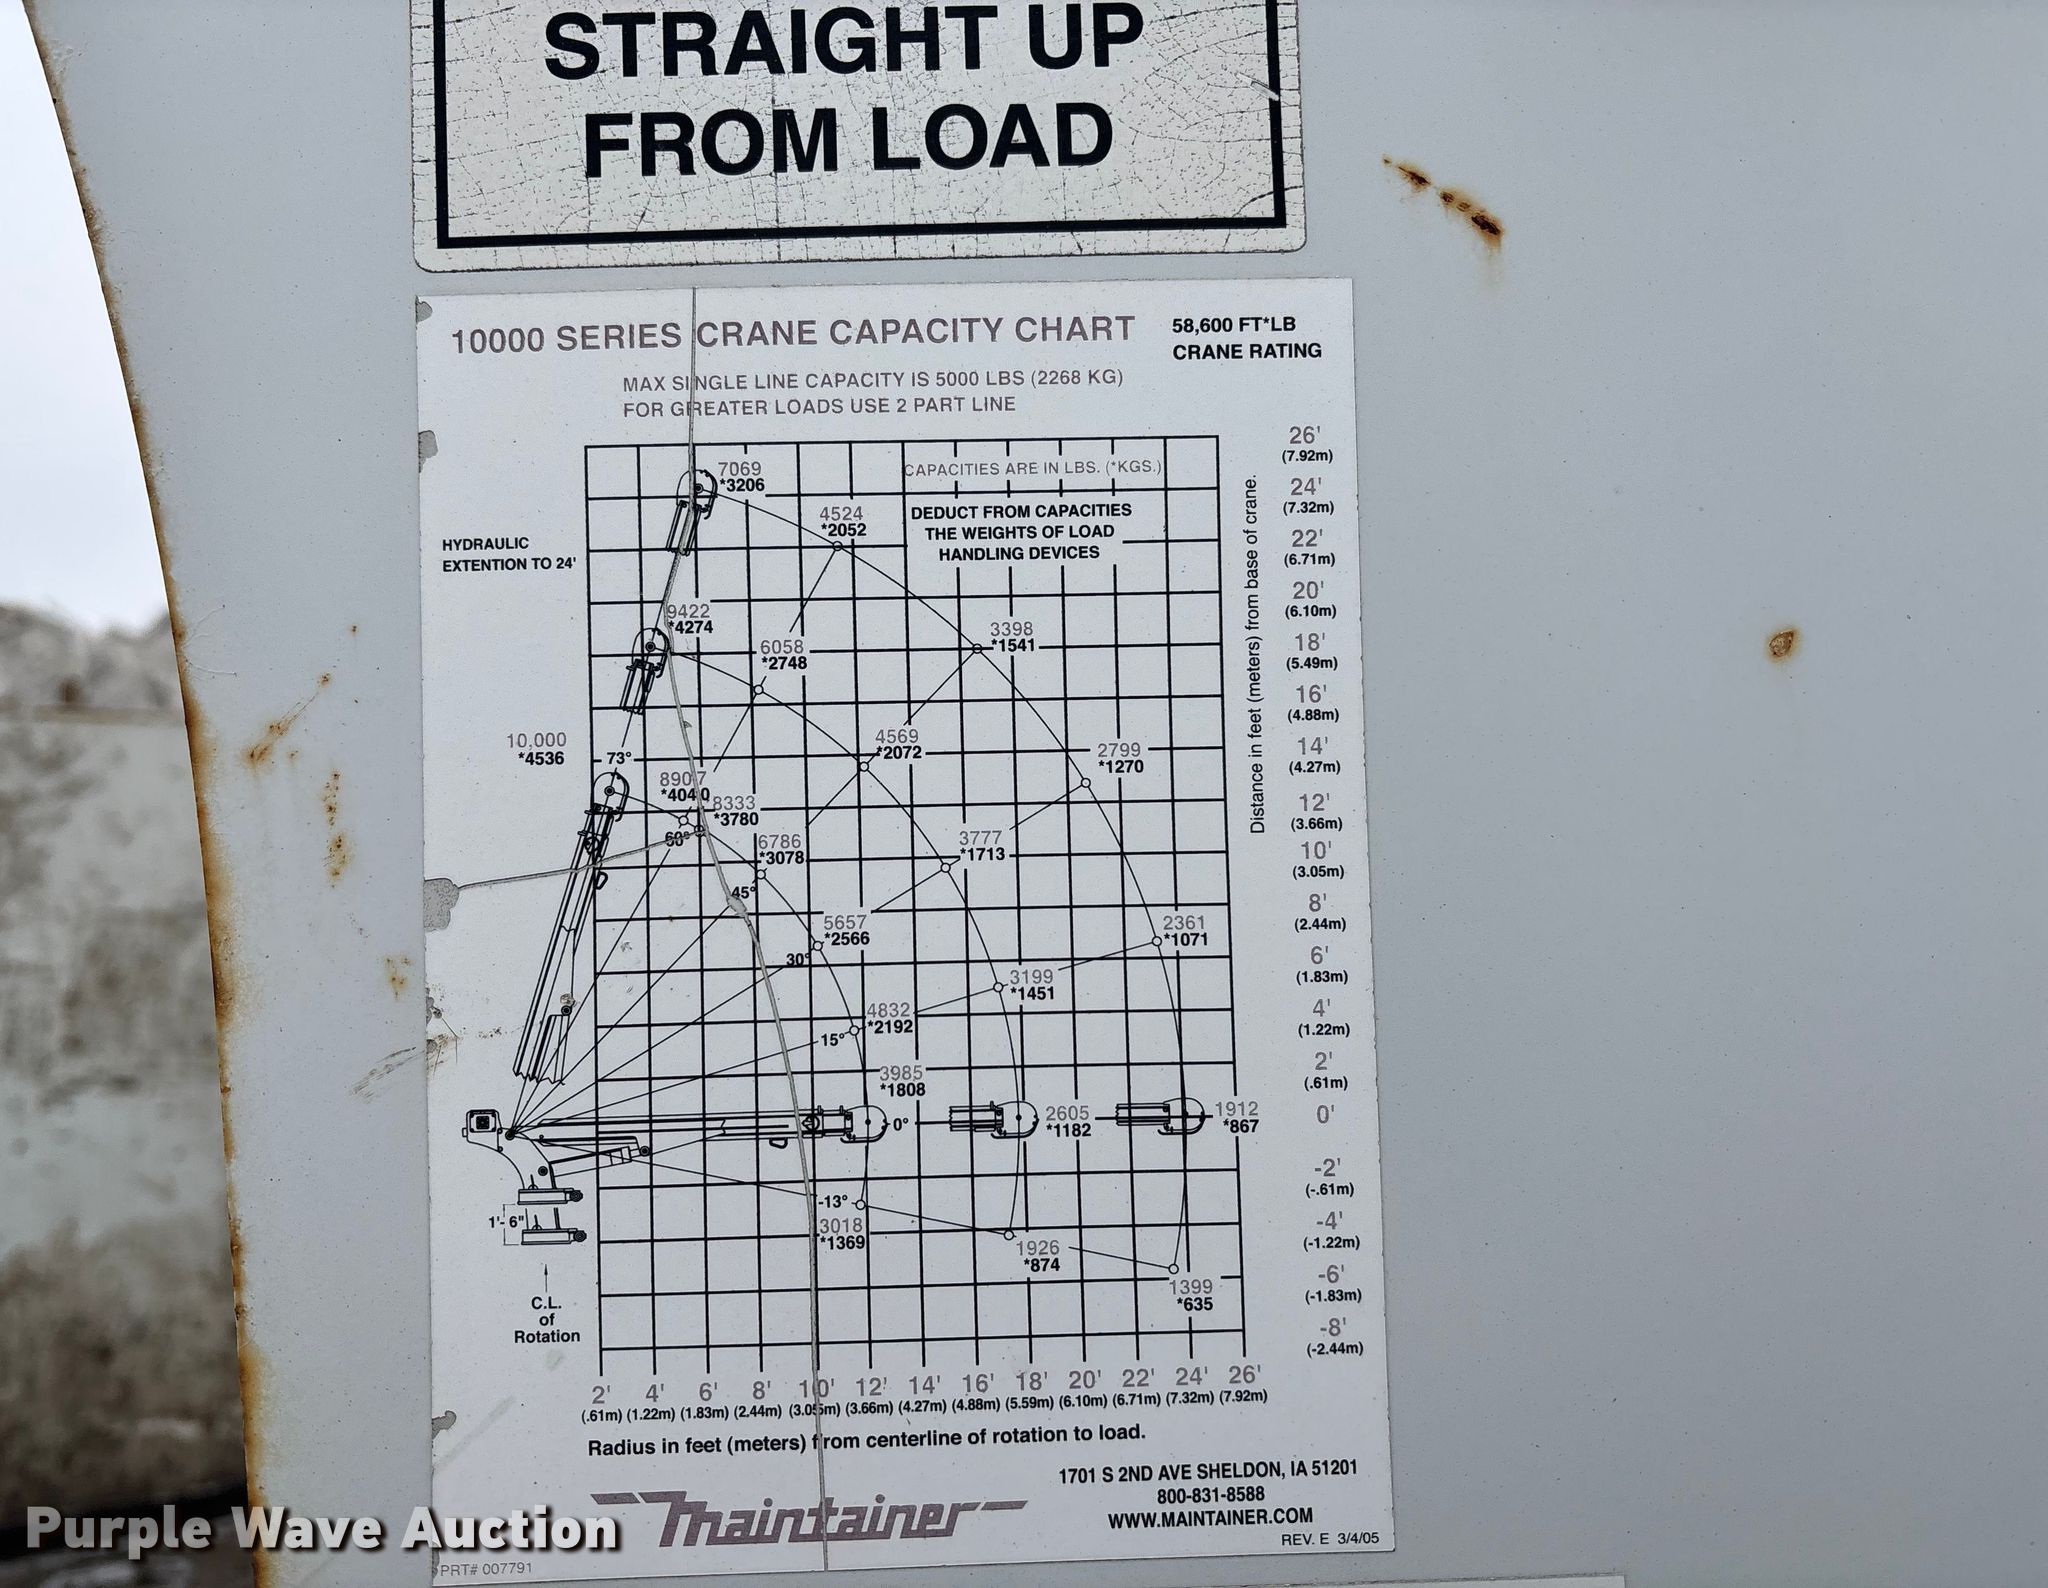 STRAIGHT UP
FROM LOAD
10000 SERIES CRANE CAPACITY CHART
58,600 FT*LB
CRANE RATING
MAX SINGLE LINE CAPACITY IS 5000 LBS (2268 KG)
FOR GREATER LOADS USE 2 PART LINE
CAPACITIES ARE IN LBS. (*KGS.)
DEDUCT FROM CAPACITIES
THE WEIGHTS OF LOAD
HANDLING DEVICES
HYDRAULIC
EXTENTION TO 24'
7069
*3206
4524
*2052
9422
*4274
6058
*2748
3398
*1541
10,000
*4536
73°
4569
*2072
2799
*1270
8907
*4040
8333
*3780
60°
6786
*3078
3777
*1713
45°
5657
*2566
2361
*1071
30°
3199
*1451
4832
*2192
15°
3985
*1808
0°
2605
*1182
1912
*867
-13°
3018
*1369
1926
*874
1399
*635
1'- 6"
C.L.
of
Rotation
Distance in feet (meters) from base of crane.
26'
(7.92m)
24'
(7.32m)
22'
(6.71m)
20'
(6.10m)
18'
(5.49m)
16'
(4.88m)
14'
(4.27m)
12'
(3.66m)
10'
(3.05m)
8'
(2.44m)
6'
(1.83m)
4'
(1.22m)
2'
(.61m)
0'
-2'
(-.61m)
-4'
(-1.22m)
-6'
(-1.83m)
-8'
(-2.44m)
2' 4' 6' 8' 10' 12' 14' 16' 18' 20' 22' 24' 26'
(.61m) (1.22m) (1.83m) (2.44m) (3.05m) (3.66m) (4.27m) (4.88m) (5.59m) (6.10m) (6.71m) (7.32m) (7.92m)
Radius in feet (meters) from centerline of rotation to load.
Maintainer
1701 S 2ND AVE SHELDON, IA 51201
800-831-8588
WWW.MAINTAINER.COM
REV. E 3/4/05
PRT# 007791
Purple Wave Auction